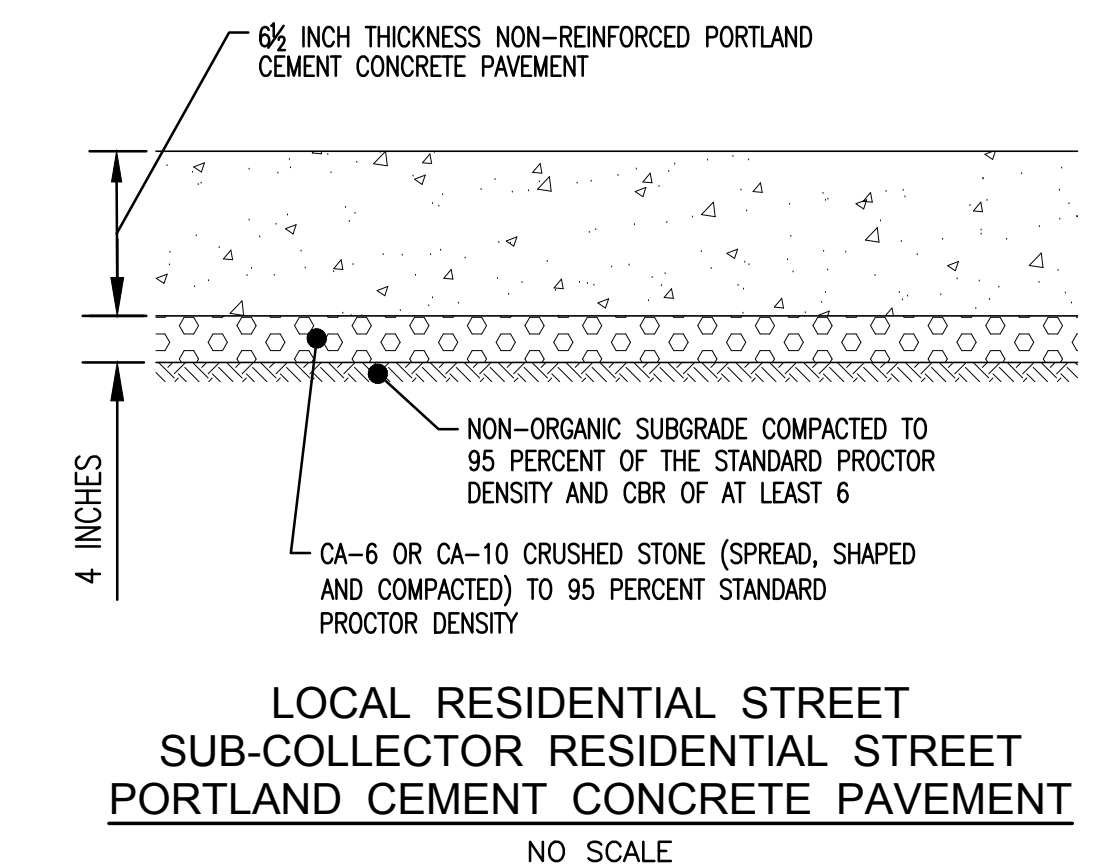 6½ INCH THICKNESS NON-REINFORCED PORTLAND
CEMENT CONCRETE PAVEMENT
NON-ORGANIC SUBGRADE COMPACTED TO
95 PERCENT OF THE STANDARD PROCTOR
DENSITY AND CBR OF AT LEAST 6
4 INCHES
CA-6 OR CA-10 CRUSHED STONE (SPREAD, SHAPED
AND COMPACTED) TO 95 PERCENT STANDARD
PROCTOR DENSITY
LOCAL RESIDENTIAL STREET
SUB-COLLECTOR RESIDENTIAL STREET
PORTLAND CEMENT CONCRETE PAVEMENT
NO SCALE